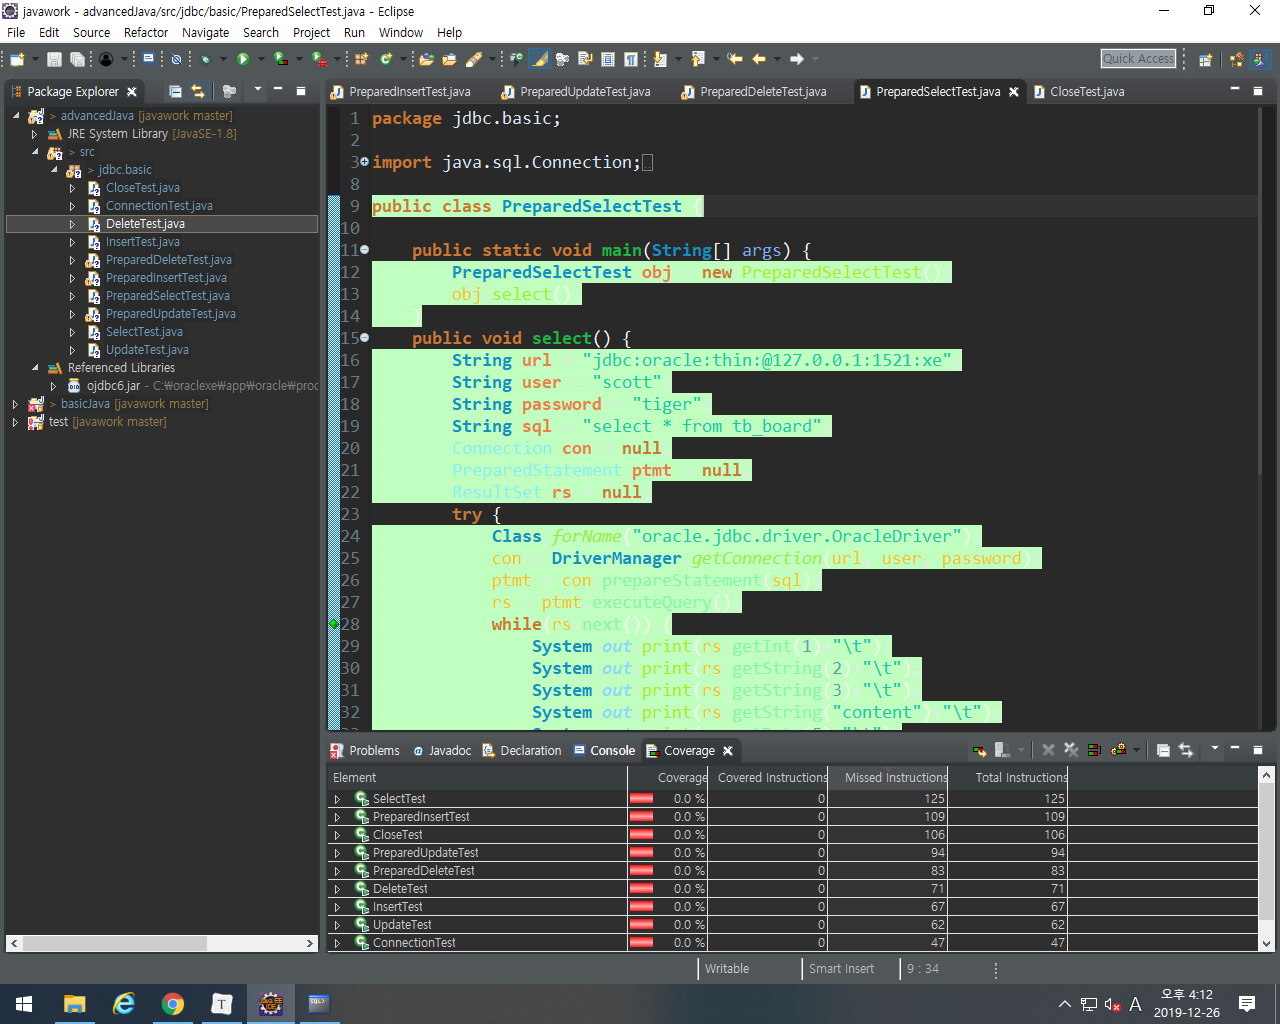 javawork - advancedJava/src/jdbc/basic/PreparedSelectTest.java - Eclipse
File Edit Source Refactor Navigate Search Project Run Window Help
Quick Access
Package Explorer
PreparedInsertTest.java PreparedUpdateTest.java PreparedDeleteTest.java PreparedSelectTest.java CloseTest.java
> advancedJava [javawork master]
JRE System Library [JavaSE-1.8]
> src
> jdbc.basic
CloseTest.java
ConnectionTest.java
DeleteTest.java
InsertTest.java
PreparedDeleteTest.java
PreparedInsertTest.java
PreparedSelectTest.java
PreparedUpdateTest.java
SelectTest.java
UpdateTest.java
Referenced Libraries
ojdbc6.jar - C:₩oraclexe₩app₩oracle₩proc
> basicJava [javawork master]
test [javawork master]
1 package jdbc.basic;
2
3 import java.sql.Connection;
8
9 public class PreparedSelectTest {
10
11 public static void main(String[] args) {
12 PreparedSelectTest obj = new PreparedSelectTest();
13 obj.select();
14 }
15 public void select() {
16 String url = "jdbc:oracle:thin:@127.0.0.1:1521:xe";
17 String user = "scott";
18 String password = "tiger";
19 String sql = "select * from tb_board";
20 Connection con = null;
21 PreparedStatement ptmt = null;
22 ResultSet rs = null;
23 try {
24 Class.forName("oracle.jdbc.driver.OracleDriver");
25 con = DriverManager.getConnection(url, user, password);
26 ptmt = con.prepareStatement(sql);
27 rs = ptmt.executeQuery();
28 while(rs.next()) {
29 System.out.print(rs.getInt(1)+"\t");
30 System.out.print(rs.getString(2)+"\t");
31 System.out.print(rs.getString(3)+"\t");
32 System.out.print(rs.getString("content")+"\t");
Problems Javadoc Declaration Console Coverage
Element Coverage Covered Instructions Missed Instructions Total Instructions
SelectTest 0.0 % 0 125 125
PreparedInsertTest 0.0 % 0 109 109
CloseTest 0.0 % 0 106 106
PreparedUpdateTest 0.0 % 0 94 94
PreparedDeleteTest 0.0 % 0 83 83
DeleteTest 0.0 % 0 71 71
InsertTest 0.0 % 0 67 67
UpdateTest 0.0 % 0 62 62
ConnectionTest 0.0 % 0 47 47
Writable Smart Insert 9 : 34
A 오후 4:12
2019-12-26